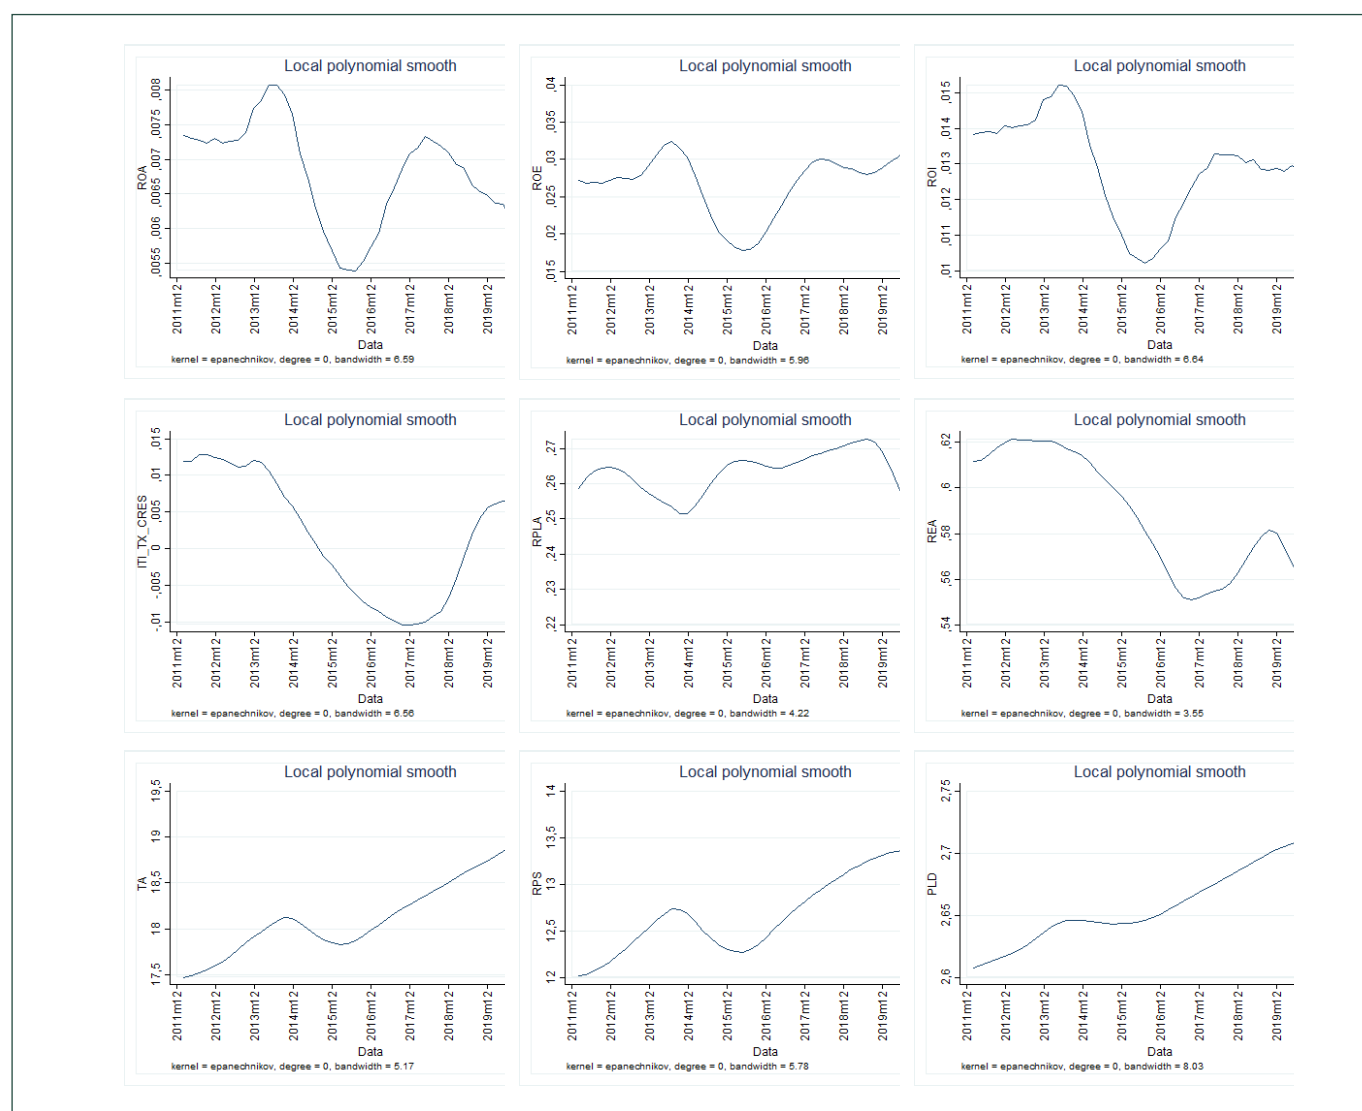 Local polynomial smooth
ROA
,008
,0075
,007
,0065
,006
,0055
2011m12 2012m12 2013m12 2014m12 2015m12 2016m12 2017m12 2018m12 2019m12
Data
kernel = epanechnikov, degree = 0, bandwidth = 6.59
Local polynomial smooth
ROE
,04
,035
,03
,025
,02
,015
2011m12 2012m12 2013m12 2014m12 2015m12 2016m12 2017m12 2018m12 2019m12
Data
kernel = epanechnikov, degree = 0, bandwidth = 5.96
Local polynomial smooth
ROI
,015
,014
,013
,012
,011
,01
2011m12 2012m12 2013m12 2014m12 2015m12 2016m12 2017m12 2018m12 2019m12
Data
kernel = epanechnikov, degree = 0, bandwidth = 6.64
Local polynomial smooth
ITI_TX_CRES
,015
,01
,005
0
-,005
-,01
2011m12 2012m12 2013m12 2014m12 2015m12 2016m12 2017m12 2018m12 2019m12
Data
kernel = epanechnikov, degree = 0, bandwidth = 6.56
Local polynomial smooth
RPLA
,27
,26
,25
,24
,23
,22
2011m12 2012m12 2013m12 2014m12 2015m12 2016m12 2017m12 2018m12 2019m12
Data
kernel = epanechnikov, degree = 0, bandwidth = 4.22
Local polynomial smooth
REA
,62
,6
,58
,56
,54
2011m12 2012m12 2013m12 2014m12 2015m12 2016m12 2017m12 2018m12 2019m12
Data
kernel = epanechnikov, degree = 0, bandwidth = 3.55
Local polynomial smooth
TA
19,5
19
18,5
18
17,5
2011m12 2012m12 2013m12 2014m12 2015m12 2016m12 2017m12 2018m12 2019m12
Data
kernel = epanechnikov, degree = 0, bandwidth = 5.17
Local polynomial smooth
RPS
14
13,5
13
12,5
12
2011m12 2012m12 2013m12 2014m12 2015m12 2016m12 2017m12 2018m12 2019m12
Data
kernel = epanechnikov, degree = 0, bandwidth = 5.78
Local polynomial smooth
PLD
2,75
2,7
2,65
2,6
2011m12 2012m12 2013m12 2014m12 2015m12 2016m12 2017m12 2018m12 2019m12
Data
kernel = epanechnikov, degree = 0, bandwidth = 8.03